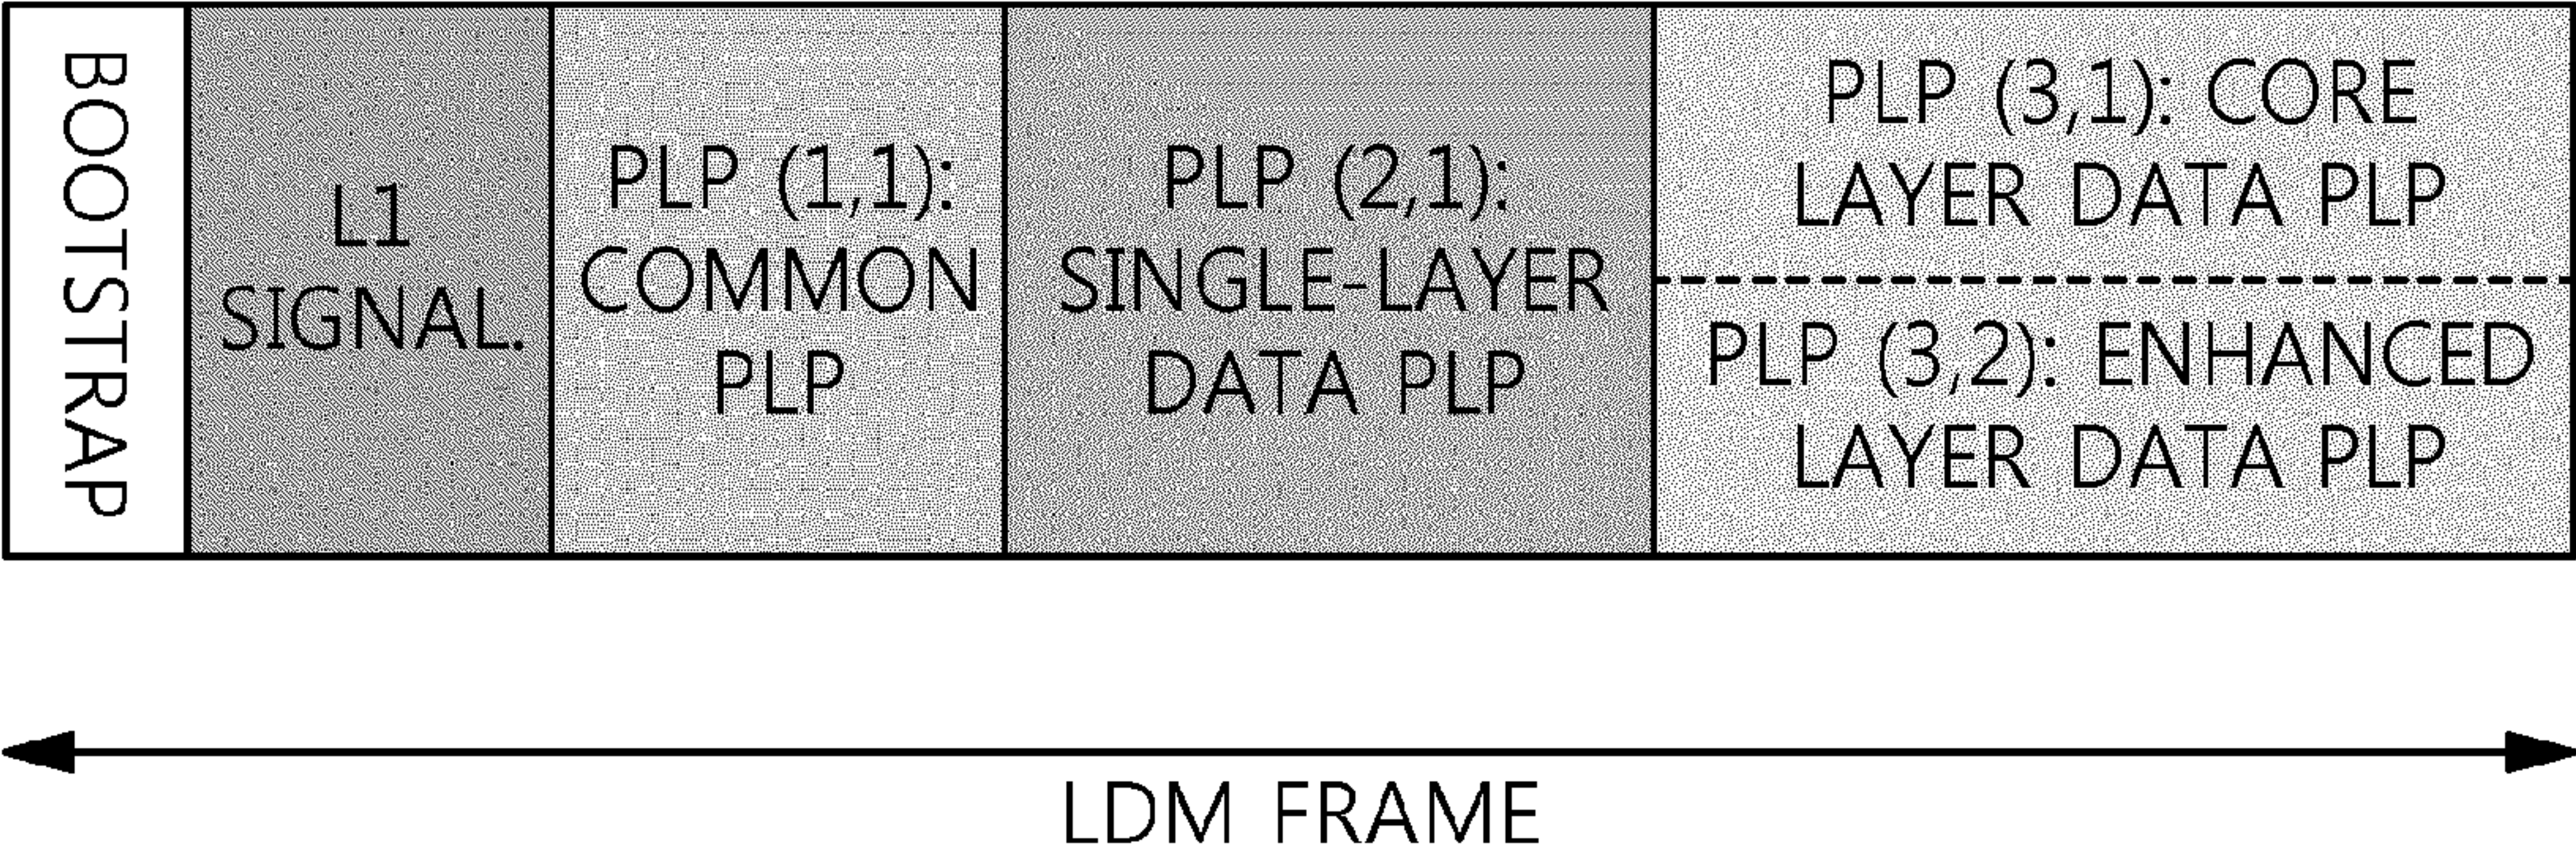 BOOTSTRAP
L1
SIGNAL.
PLP (1,1):
COMMON
PLP
PLP (2,1):
SINGLE-LAYER
DATA PLP
PLP (3,1): CORE
LAYER DATA PLP
PLP (3,2): ENHANCED
LAYER DATA PLP
LDM FRAME